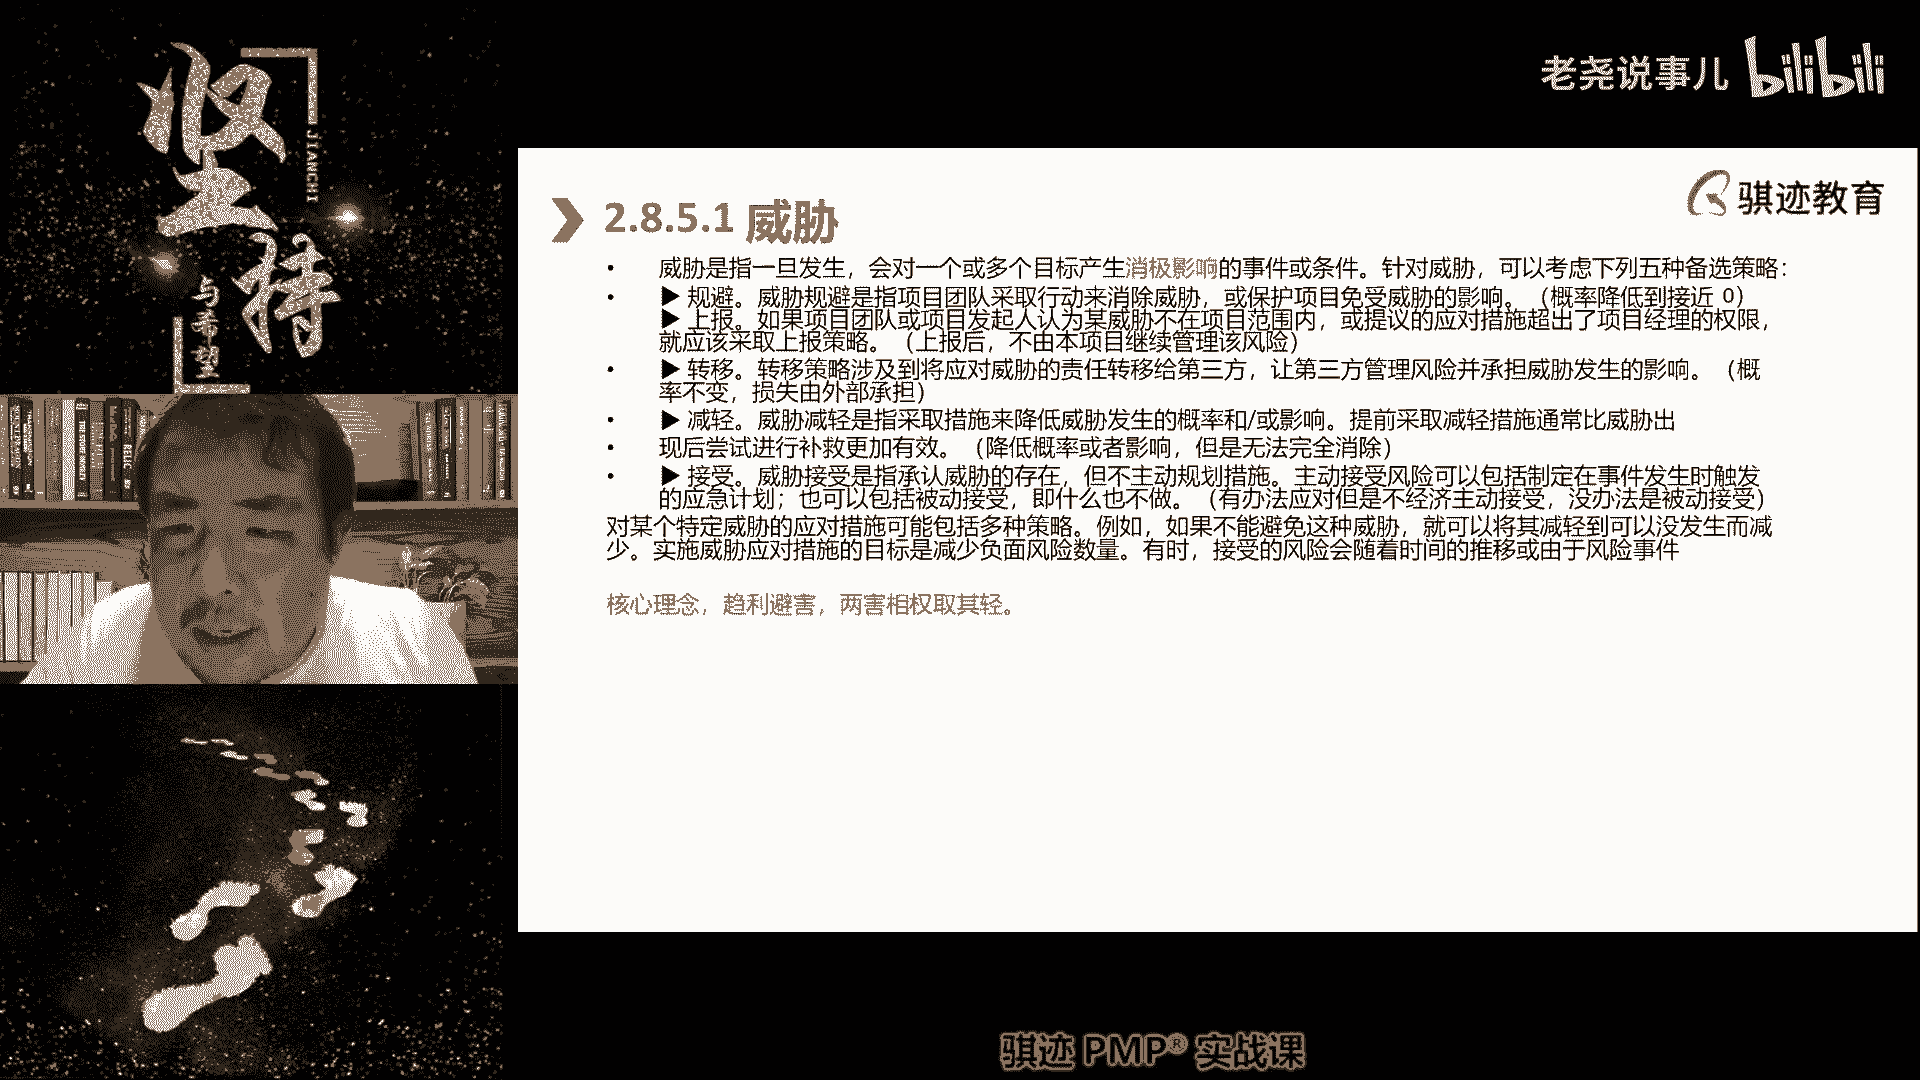 坚持
JIANCHI
与希望
老尧说事儿 bilibili
骐迹教育
2.8.5.1 威胁
• 威胁是指一旦发生，会对一个或多个目标产生消极影响的事件或条件。针对威胁，可以考虑下列五种备选策略：
• ▶ 规避。威胁规避是指项目团队采取行动来消除威胁，或保护项目免受威胁的影响。（概率降低到接近 0）
▶ 上报。如果项目团队或项目发起人认为某威胁不在项目范围内，或提议的应对措施超出了项目经理的权限，
就应该采取上报策略。（上报后，不由本项目继续管理该风险）
• ▶ 转移。转移策略涉及到将应对威胁的责任转移给第三方，让第三方管理风险并承担威胁发生的影响。（概
率不变，损失由外部承担）
• ▶ 减轻。威胁减轻是指采取措施来降低威胁发生的概率和/或影响。提前采取减轻措施通常比威胁出
• 现后尝试进行补救更加有效。（降低概率或者影响，但是无法完全消除）
• ▶ 接受。威胁接受是指承认威胁的存在，但不主动规划措施。主动接受风险可以包括制定在事件发生时触发
的应急计划；也可以包括被动接受，即什么也不做。（有办法应对但是不经济主动接受，没办法是被动接受）
对某个特定威胁的应对措施可能包括多种策略。例如，如果不能避免这种威胁，就可以将其减轻到可以没发生而减
少。实施威胁应对措施的目标是减少负面风险数量。有时，接受的风险会随着时间的推移或由于风险事件
核心理念，趋利避害，两害相权取其轻。
骐迹 PMP® 实战课